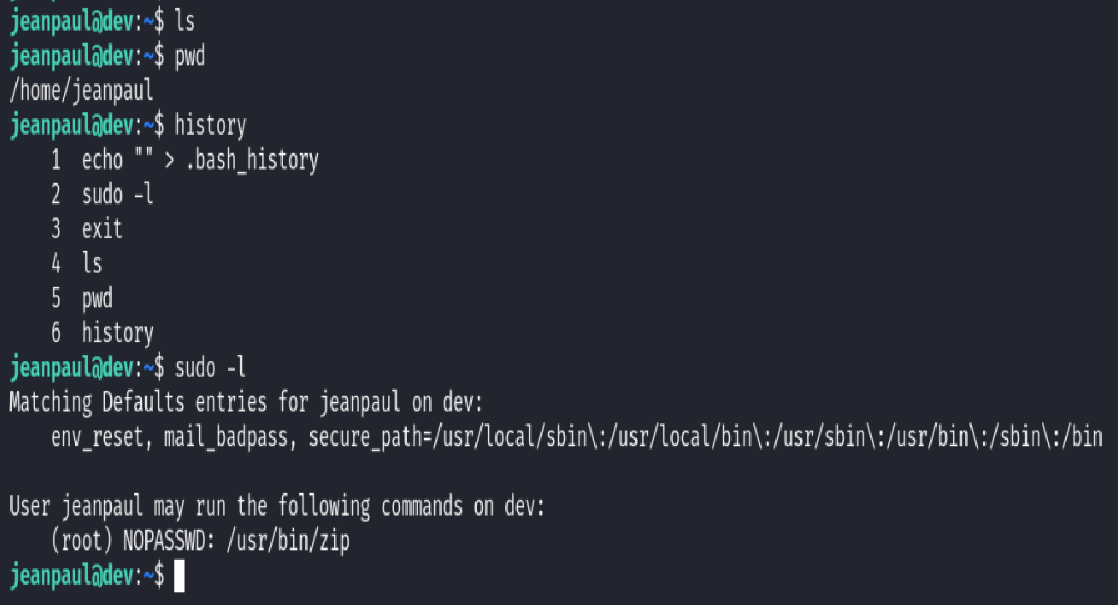 jeanpaul@dev:~$ ls
jeanpaul@dev:~$ pwd
/home/jeanpaul
jeanpaul@dev:~$ history
    1  echo "" > .bash_history
    2  sudo -l
    3  exit
    4  ls
    5  pwd
    6  history
jeanpaul@dev:~$ sudo -l
Matching Defaults entries for jeanpaul on dev:
    env_reset, mail_badpass, secure_path=/usr/local/sbin\:/usr/local/bin\:/usr/sbin\:/usr/bin\:/sbin\:/bin

User jeanpaul may run the following commands on dev:
    (root) NOPASSWD: /usr/bin/zip
jeanpaul@dev:~$